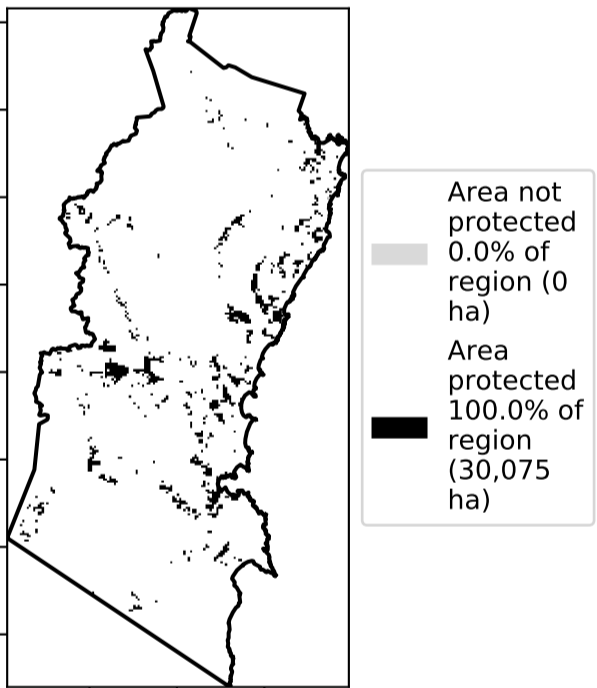 Area not
protected
0.0% of
region (0
ha)
Area
protected
100.0% of
region
(30,075
ha)